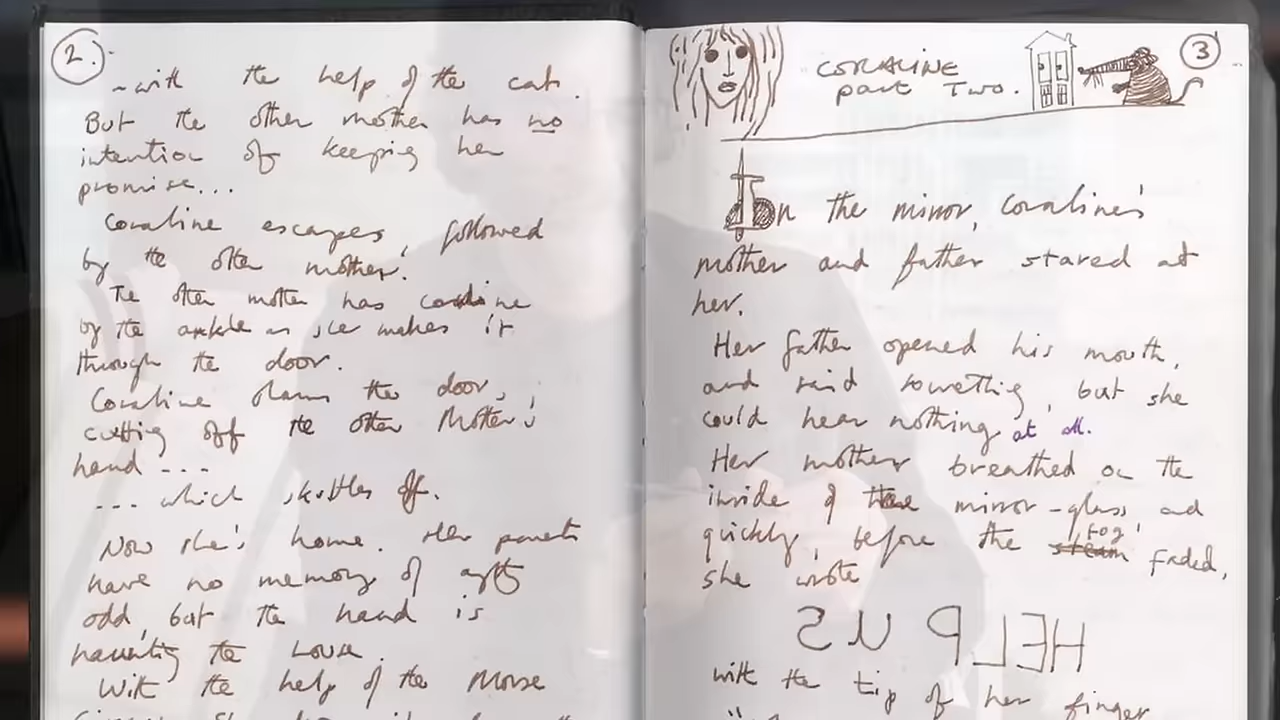 2.
~ with the help of the cat.
But the other mother has no
intention of keeping her
promise...
Coraline escapes, followed
by the other mother.
The other mother has Coraline
by the ankle as she makes it
through the door.
Coraline slams the door,
cutting off the other Mother's
hand ---
--- which skuttles off.
Now she's home. Her parents
have no memory of
odd, but the hand is
haunting the house.
With the help of the Mouse
3
CORALINE
part Two.
In the mirror, Coraline's
mother and father stared at
her.
Her father opened his mouth,
and said something, but she
could hear nothing at all.
Her mother breathed on the
inside of the mirror-glass and
quickly, before the fog faded,
she wrote
HELP US
with the tip of her finger